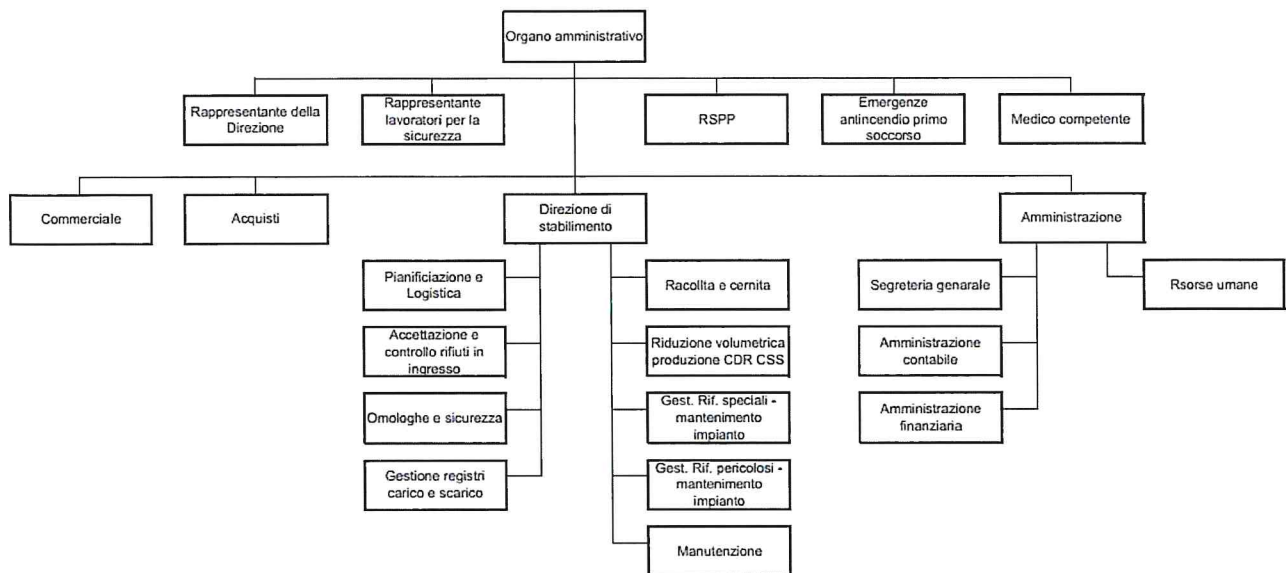 Organo amministrativo
Rappresentante della
Direzione
Rappresentante
lavoratori per la
sicurezza
RSPP
Emergenze
antincendio primo
soccorso
Medico competente
Commerciale
Acquisti
Direzione di
stabilimento
Amministrazione
Pianificiazione e
Logistica
Racollta e cernita
Segreteria genarale
Rsorse umane
Accettazione e
controllo rifiuti in
ingresso
Riduzione volumetrica
produzione CDR CSS
Amministrazione
contabile
Omologhe e sicurezza
Gest. Rif. speciali -
mantenimento
impianto
Amministrazione
finanziaria
Gestione registri
carico e scarico
Gest. Rif. pericolosi -
mantenimento
impianto
Manutenzione